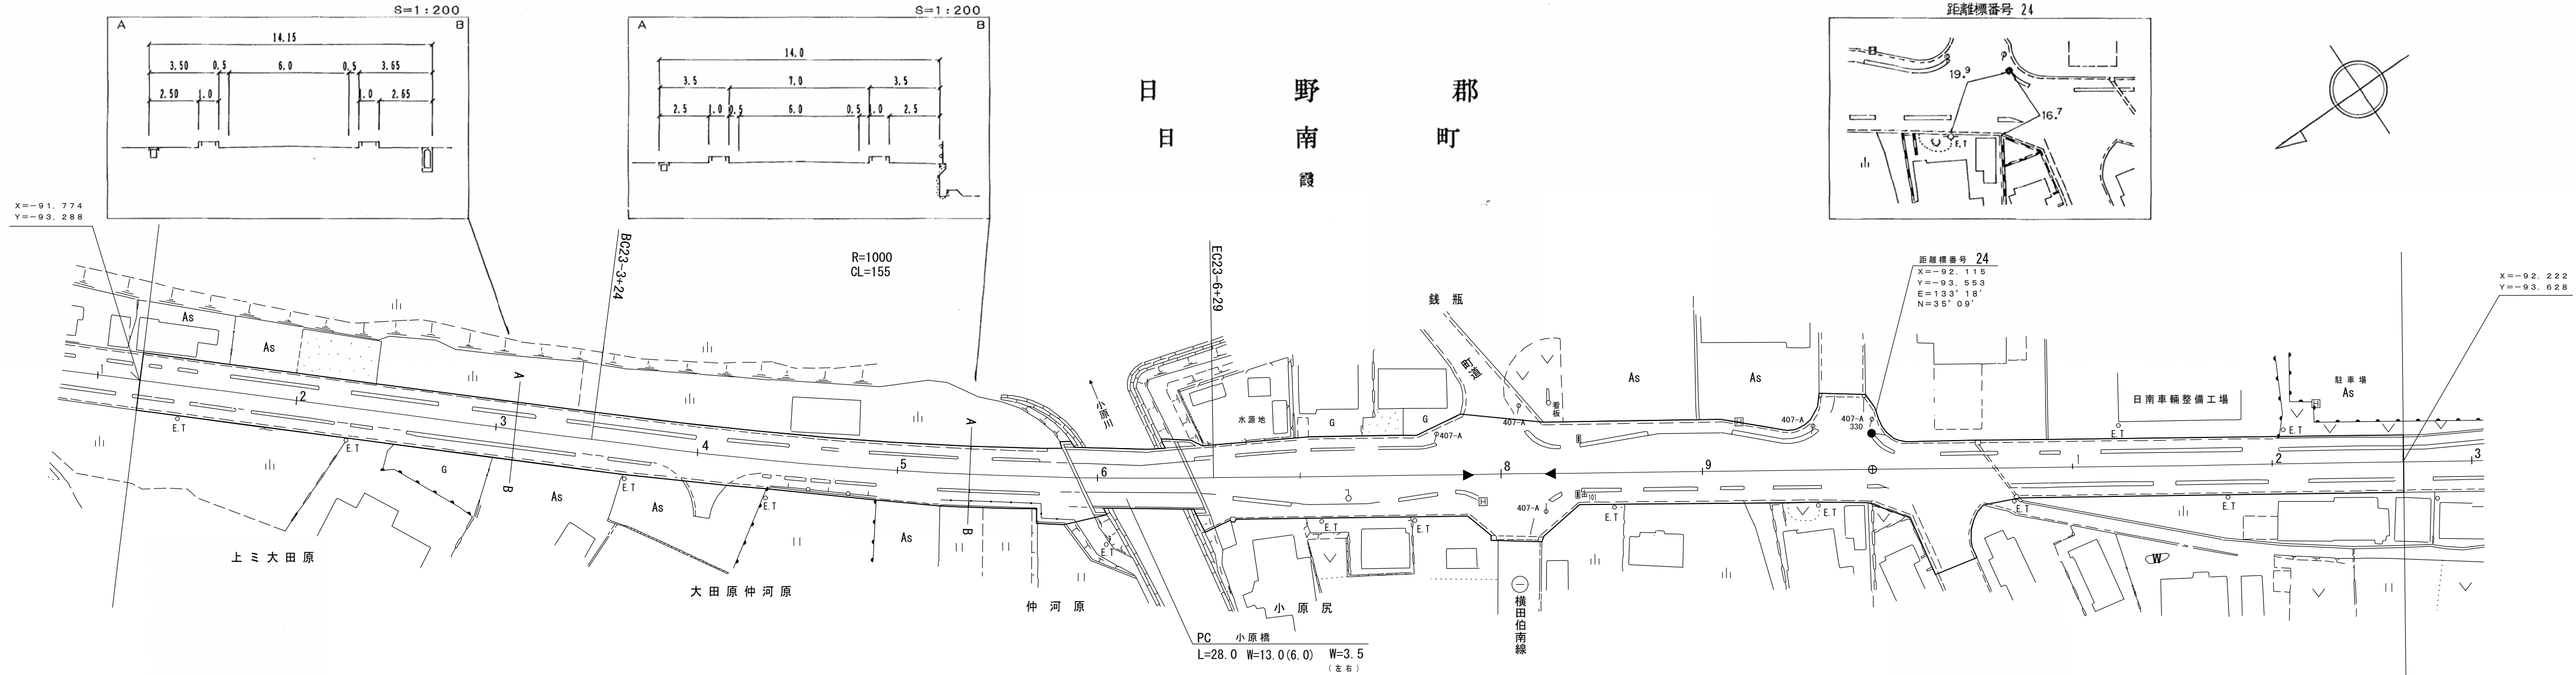 S=1:200
A
B
14.15
3.50 0.5 6.0 0.5 3.65
2.50 1.0 1.0 2.65
S=1:200
A
B
14.0
3.5 7.0 3.5
2.5 1.0 0.5 6.0 0.5 1.0 2.5
日野郡
日南町
霞
距離標番号 24
19.9
16.7
E.T
X=-91.774
Y=-93.288
BC23-3+24
R=1000
CL=155
EC23-6+29
銭瓶
町道
小原川
水源地
看板
距離標番号 24
X=-92.115
Y=-93.553
E=133°18′
N=35°09′
X=-92.222
Y=-93.628
As
As
G
G
As
As
日南車輛整備工場
駐車場
As
407-A
407-A
407-A
407-A
330
E.T
E.T
1
2
3
4
5
6
8
9
1
2
3
A
B
A
B
E.T
E.T
G
As
E.T
As
E.T
As
E.T
E.T
E.T
407-A
101
E.T
E.T
E.T
E.T
W
上ミ大田原
大田原仲河原
仲河原
小原尻
横田伯南線
PC 小原橋
L=28.0 W=13.0(6.0) W=3.5
(左右)